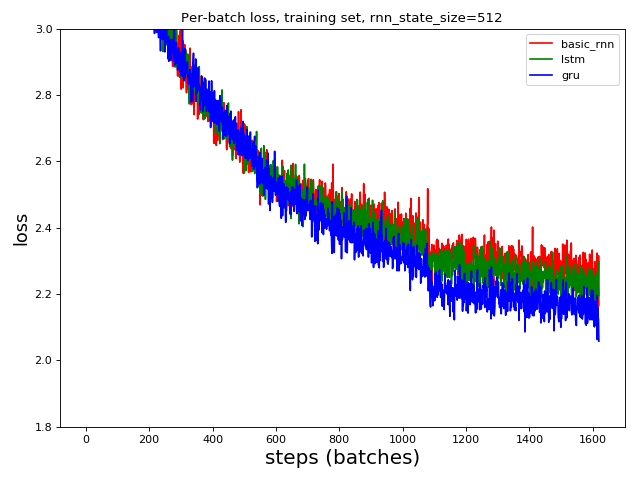 Per-batch loss, training set, rnn_state_size=512
3.0
2.8
2.6
2.4
2.2
2.0
1.8
loss
basic_rnn
lstm
gru
0 200 400 600 800 1000 1200 1400 1600
steps (batches)